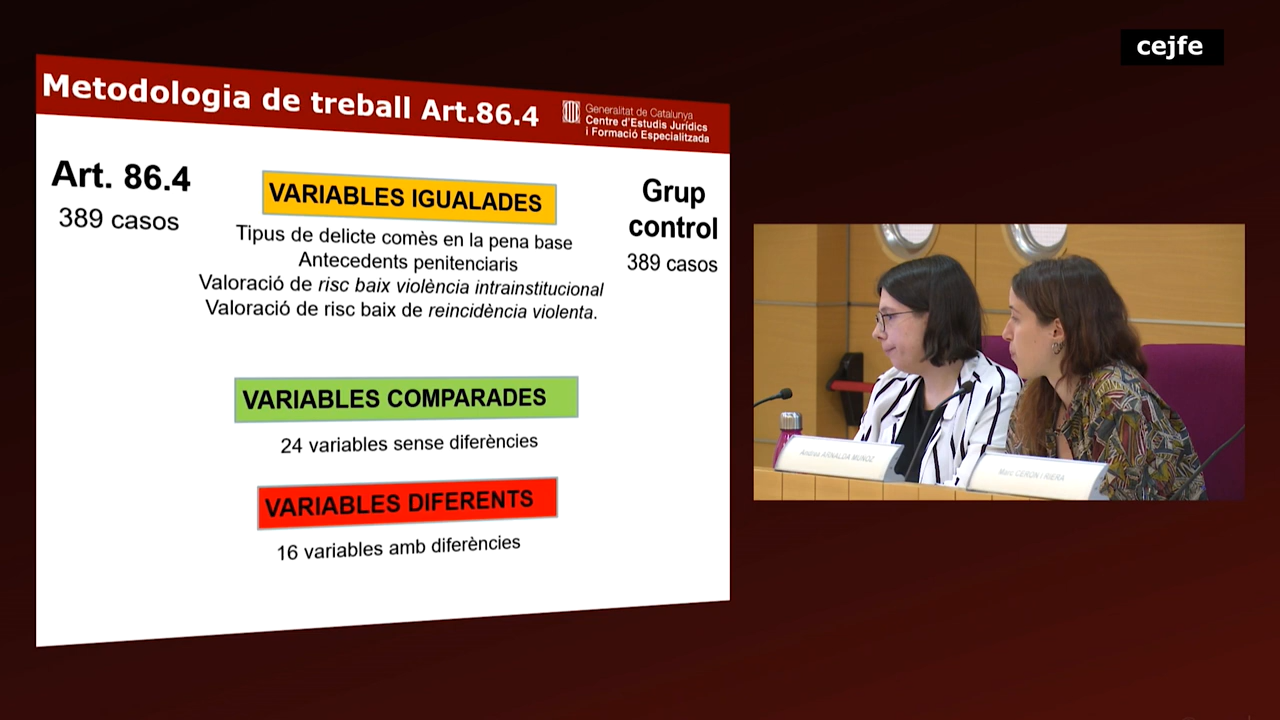 cejfe
Metodologia de treball Art.86.4
Generalitat de Catalunya
Centre d'Estudis Jurídics
i Formació Especialitzada
Art. 86.4
389 casos
VARIABLES IGUALADES
Tipus de delicte comès en la pena base
Antecedents penitenciaris
Valoració de risc baix violència intrainstitucional
Valoració de risc baix de reincidència violenta.
Grup
control
389 casos
VARIABLES COMPARADES
24 variables sense diferències
VARIABLES DIFERENTS
16 variables amb diferències
Andrea ARNALDA MUÑOZ
Marc CERÓN I RIERA